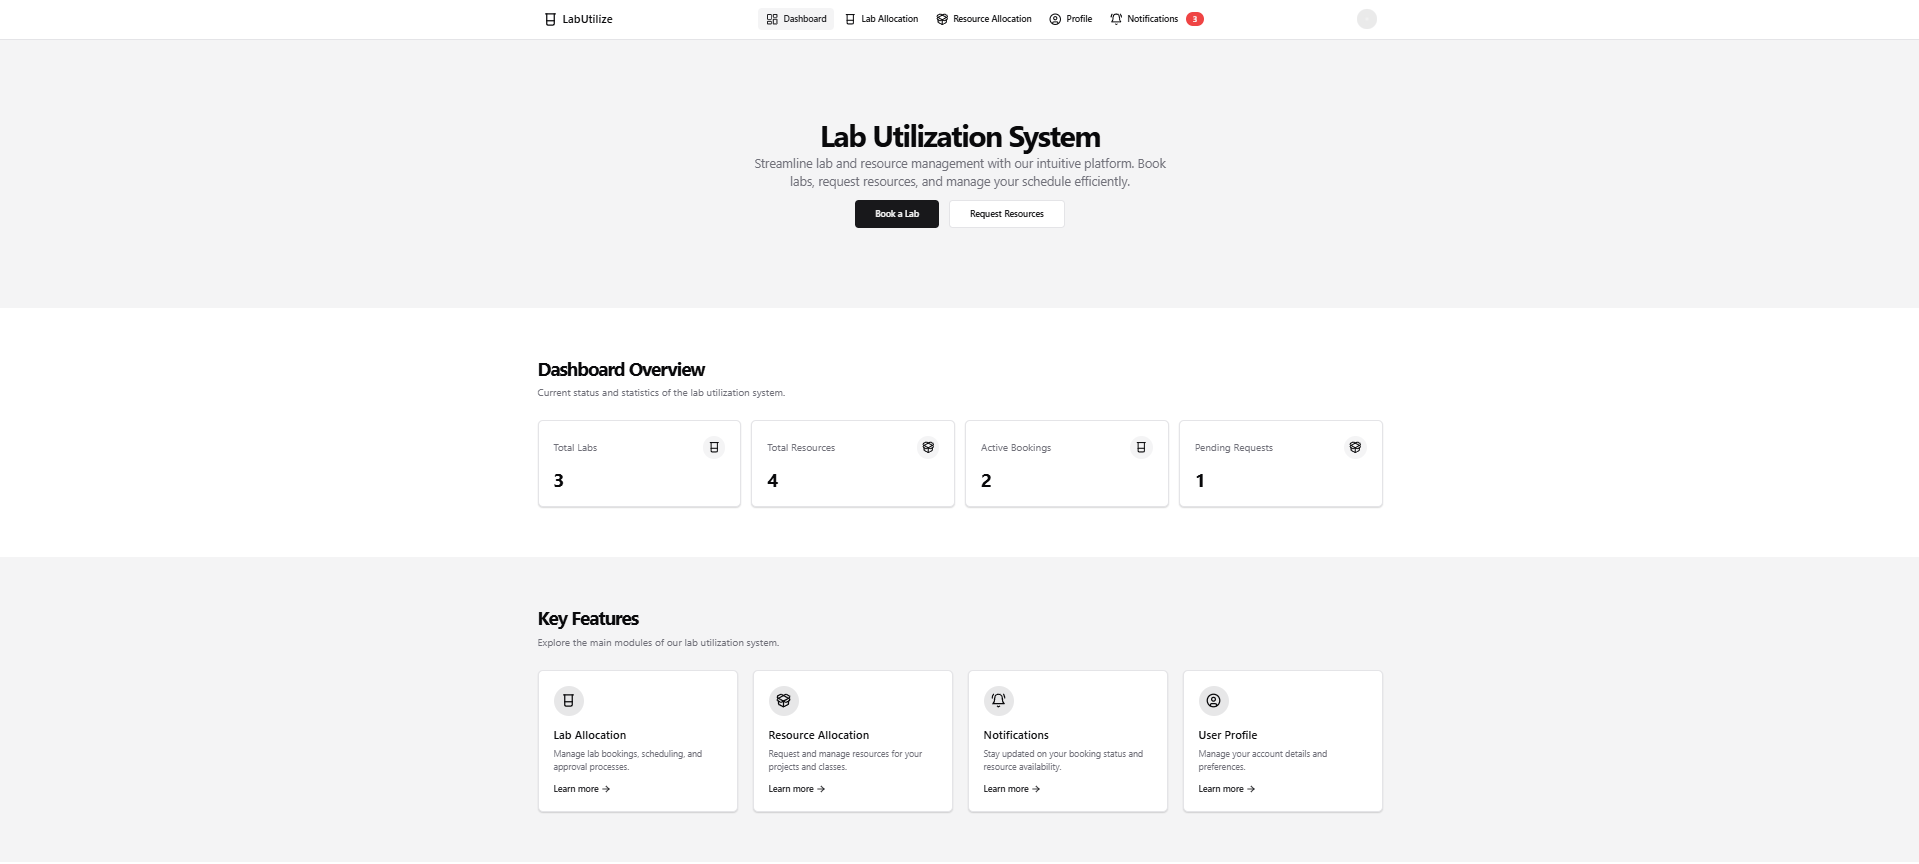 LabUtilize
Dashboard
Lab Allocation
Resource Allocation
Profile
Notifications
3
Lab Utilization System
Streamline lab and resource management with our intuitive platform. Book
labs, request resources, and manage your schedule efficiently.
Book a Lab
Request Resources
Dashboard Overview
Current status and statistics of the lab utilization system.
Total Labs
3
Total Resources
4
Active Bookings
2
Pending Requests
1
Key Features
Explore the main modules of our lab utilization system.
Lab Allocation
Manage lab bookings, scheduling, and
approval processes.
Learn more →
Resource Allocation
Request and manage resources for your
projects and classes.
Learn more →
Notifications
Stay updated on your booking status and
resource availability.
Learn more →
User Profile
Manage your account details and
preferences.
Learn more →